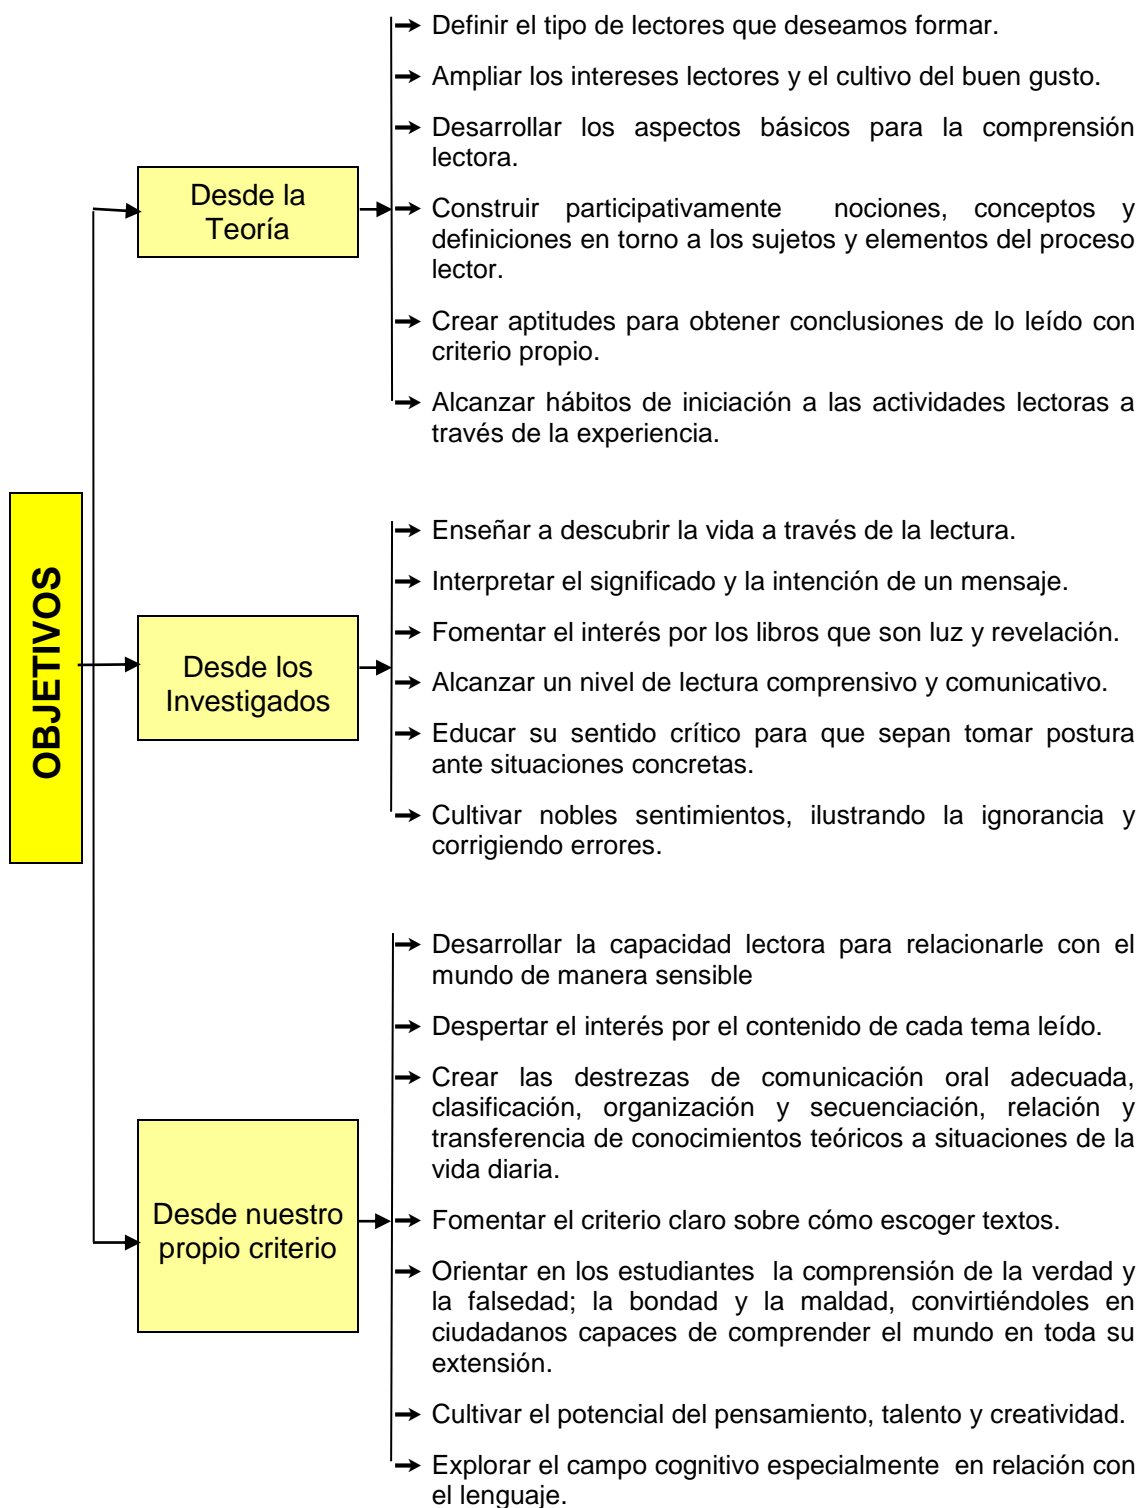 OBJETIVOS
Desde la
Teoría
Definir el tipo de lectores que deseamos formar.
Ampliar los intereses lectores y el cultivo del buen gusto.
Desarrollar los aspectos básicos para la comprensión
lectora.
Construir participativamente nociones, conceptos y
definiciones en torno a los sujetos y elementos del proceso
lector.
Crear aptitudes para obtener conclusiones de lo leído con
criterio propio.
Alcanzar hábitos de iniciación a las actividades lectoras a
través de la experiencia.
Desde los
Investigados
Enseñar a descubrir la vida a través de la lectura.
Interpretar el significado y la intención de un mensaje.
Fomentar el interés por los libros que son luz y revelación.
Alcanzar un nivel de lectura comprensivo y comunicativo.
Educar su sentido crítico para que sepan tomar postura
ante situaciones concretas.
Cultivar nobles sentimientos, ilustrando la ignorancia y
corrigiendo errores.
Desde nuestro
propio criterio
Desarrollar la capacidad lectora para relacionarle con el
mundo de manera sensible
Despertar el interés por el contenido de cada tema leído.
Crear las destrezas de comunicación oral adecuada,
clasificación, organización y secuenciación, relación y
transferencia de conocimientos teóricos a situaciones de la
vida diaria.
Fomentar el criterio claro sobre cómo escoger textos.
Orientar en los estudiantes la comprensión de la verdad y
la falsedad; la bondad y la maldad, convirtiéndoles en
ciudadanos capaces de comprender el mundo en toda su
extensión.
Cultivar el potencial del pensamiento, talento y creatividad.
Explorar el campo cognitivo especialmente en relación con
el lenguaje.